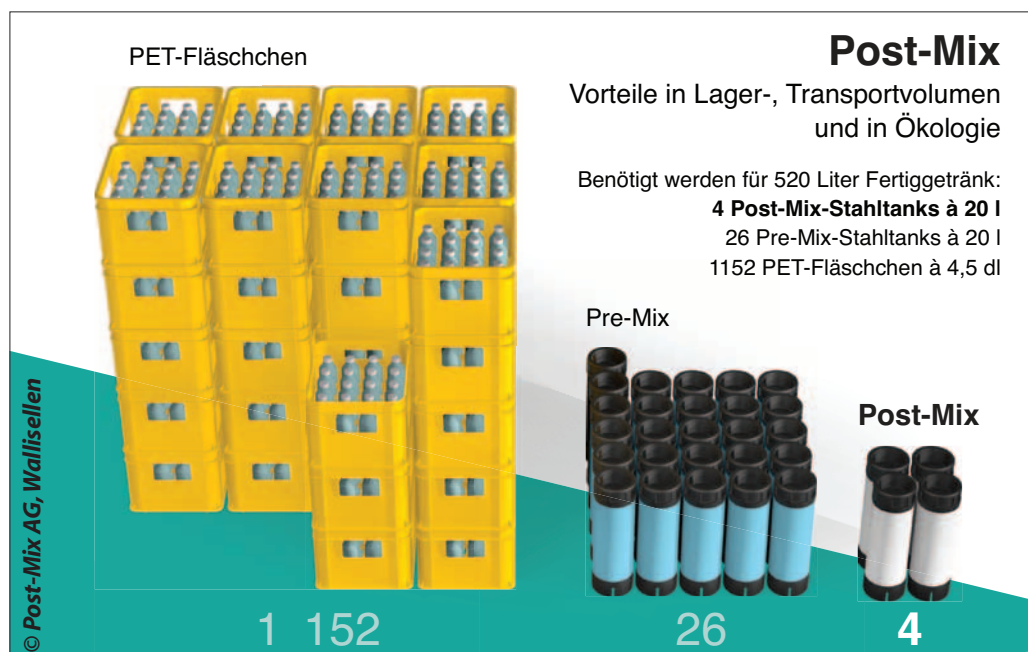 PET-Fläschchen
Post-Mix
Vorteile in Lager-, Transportvolumen
und in Ökologie
Benötigt werden für 520 Liter Fertiggetränk:
4 Post-Mix-Stahltanks à 20 l
26 Pre-Mix-Stahltanks à 20 l
1152 PET-Fläschchen à 4,5 dl
Pre-Mix
Post-Mix
1 152
26
4
© Post-Mix AG, Wallisellen